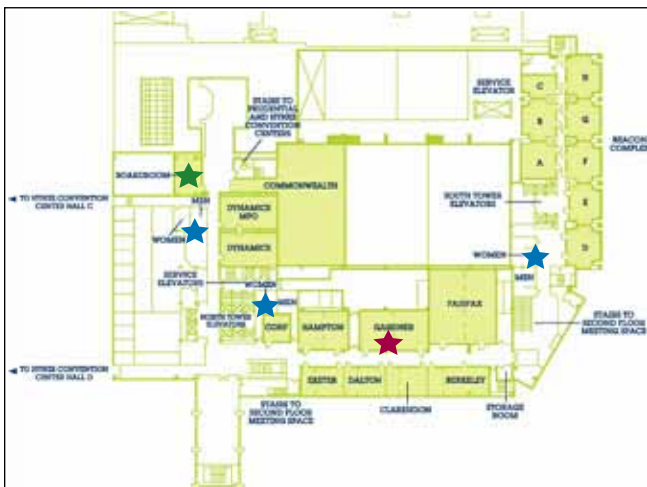 SERVICE
ELEVATOR
C
H
STAIRS TO
PRUDENTIAL
AND HYNES
CONVENTION
CENTERS
B
G
BEACON
COMPLEX
BOARDROOM
A
F
COMMONWEALTH
TO HYNES CONVENTION
CENTER HALL C
MEN
DYNAMICS
MPO
SOUTH TOWER
ELEVATORS
E
WOMEN
DYNAMICS
WOMEN
D
SERVICE
ELEVATORS
WOMEN
MEN
MEN
FAIRFAX
NORTH TOWER
ELEVATORS
CONF
HAMPTON
GARDNER
STAIRS TO
SECOND FLOOR
MEETING SPACE
TO HYNES CONVENTION
CENTER HALL D
EXETER
DALTON
BERKELEY
STAIRS TO
SECOND FLOOR
MEETING SPACE
CLARENDON
STORAGE
ROOM